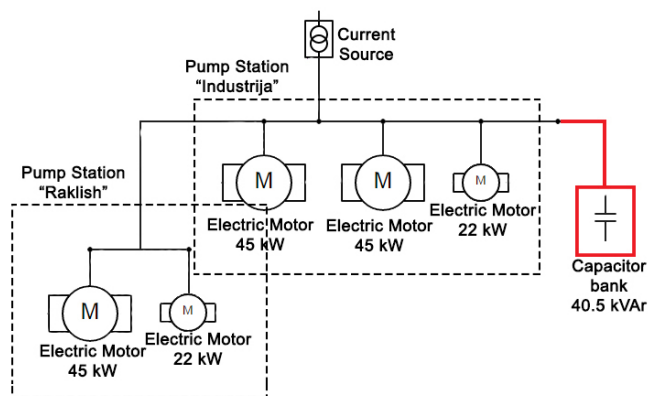 Current
Source
Pump Station
“Industrija”
M
M
M
Electric Motor
45 kW
Electric Motor
45 kW
Electric Motor
22 kW
Capacitor
bank
40.5 kVAr
Pump Station
“Raklish”
M
M
Electric Motor
45 kW
Electric Motor
22 kW